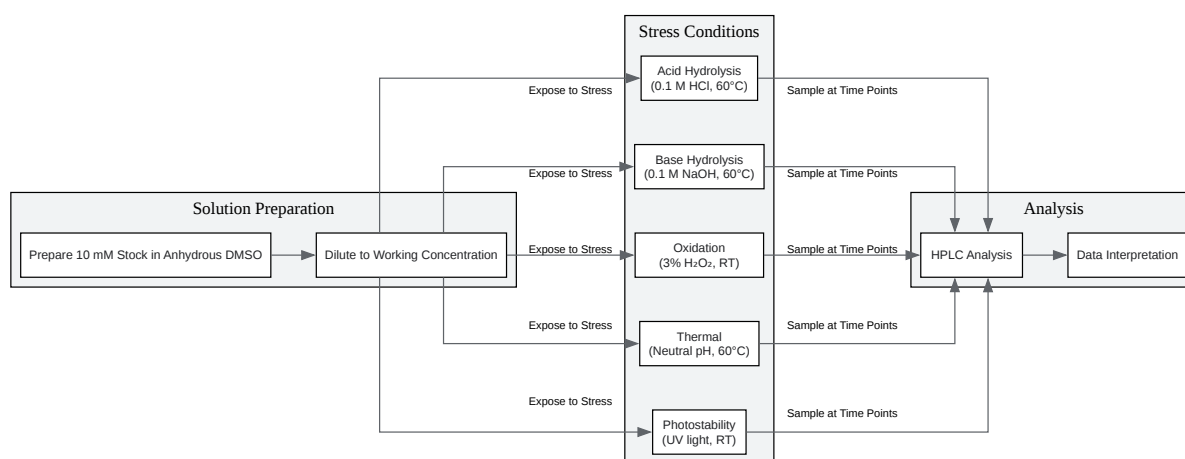 Stress Conditions
Acid Hydrolysis
(0.1 M HCl, 60°C)
Expose to Stress
Sample at Time Points
Base Hydrolysis
(0.1 M NaOH, 60°C)
Expose to Stress
Sample at Time Points
Solution Preparation
Analysis
Prepare 10 mM Stock in Anhydrous DMSO
Dilute to Working Concentration
Expose to Stress
Oxidation
(3% H₂O₂, RT)
Sample at Time Points
HPLC Analysis
Data Interpretation
Expose to Stress
Thermal
(Neutral pH, 60°C)
Sample at Time Points
Expose to Stress
Photostability
(UV light, RT)
Sample at Time Points